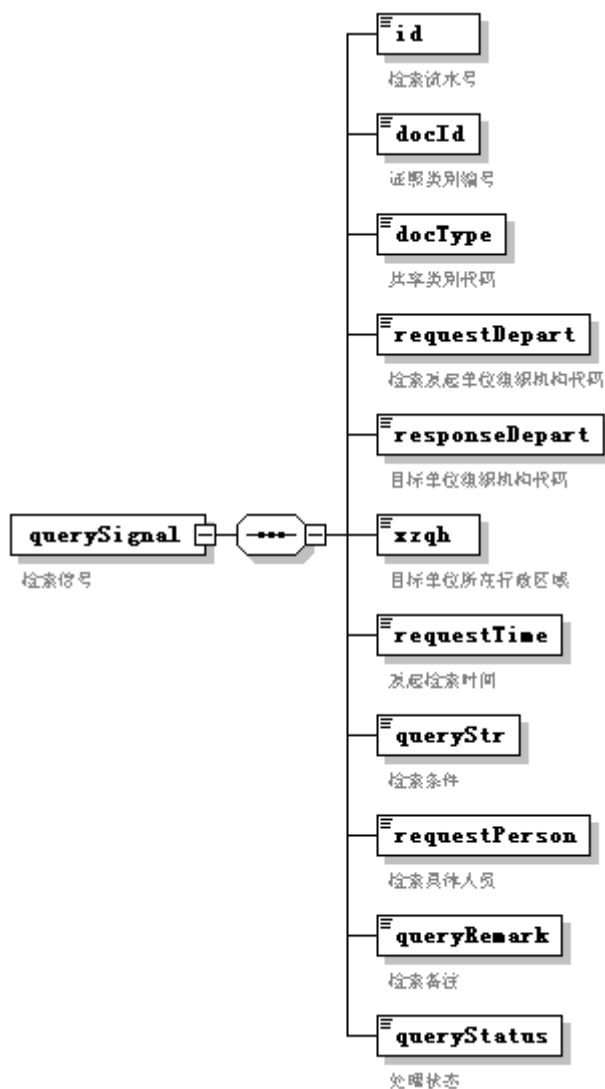 id
检索流水号
docId
证照类别编号
docType
共享类别代码
requestDepart
检索发起单位组织机构代码
responseDepart
目标单位组织机构代码
querySignal
检索信号
xzqh
目标单位所在行政区域
requestTime
发起检索时间
queryStr
检索条件
requestPerson
检索具体人员
queryRemark
检索备注
queryStatus
处理状态